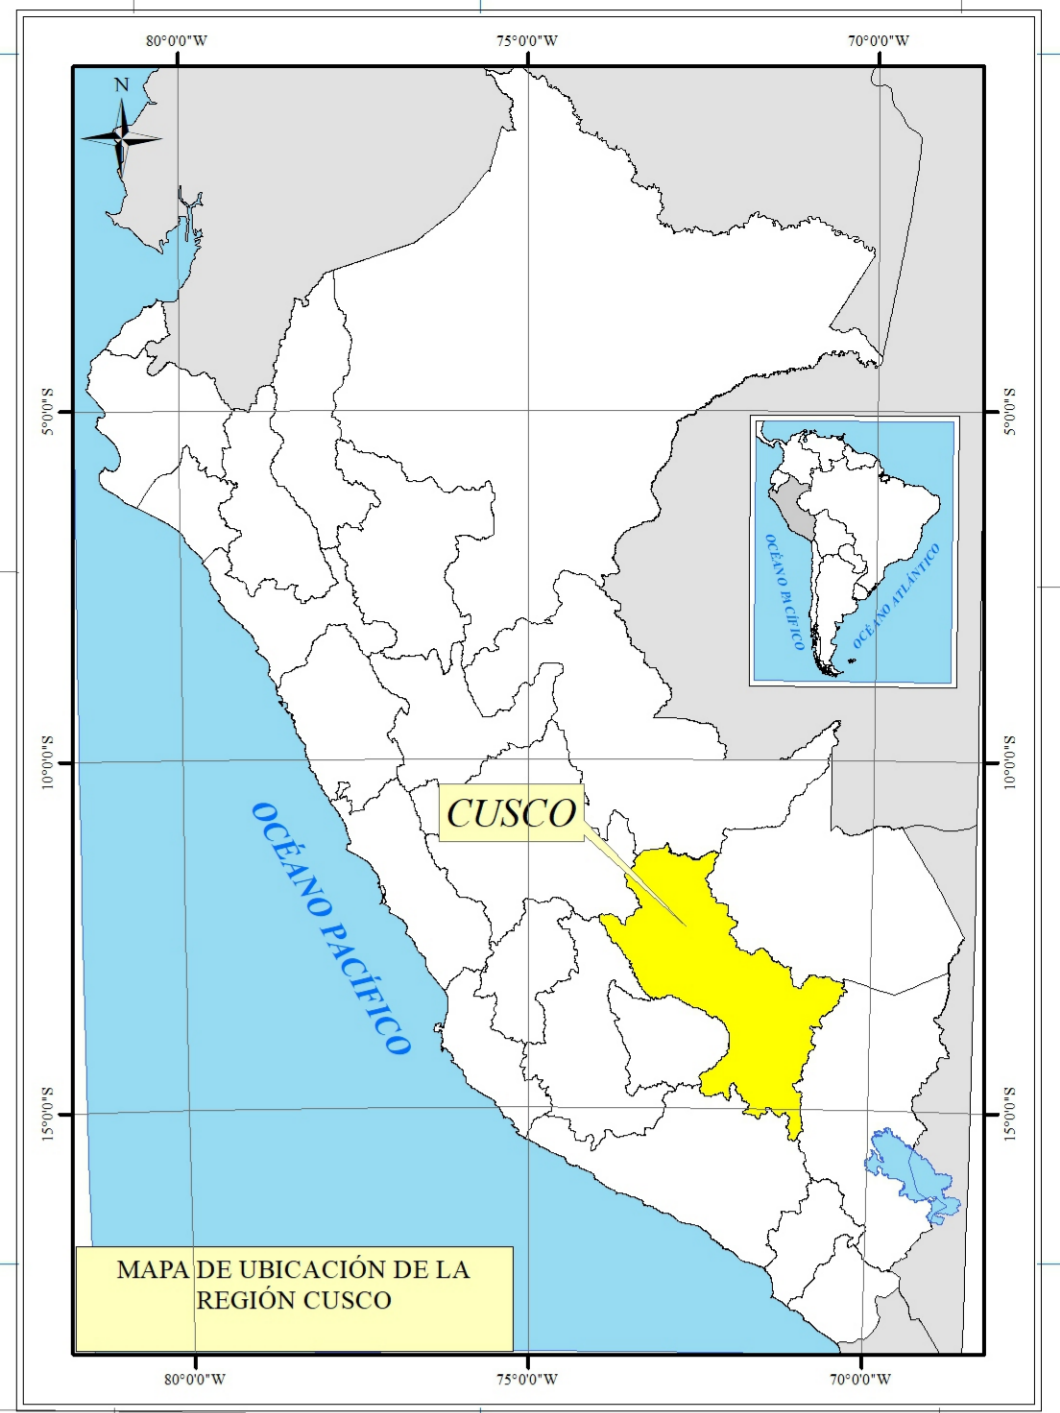 80°0'0"W
75°0'0"W
70°0'0"W
N
5°0'0"S
5°0'0"S
OCÉANO PACÍFICO
OCÉANO ATLÁNTICO
10°0'0"S
10°0'0"S
CUSCO
OCÉANO PACÍFICO
15°0'0"S
15°0'0"S
MAPA DE UBICACIÓN DE LA
REGIÓN CUSCO
80°0'0"W
75°0'0"W
70°0'0"W